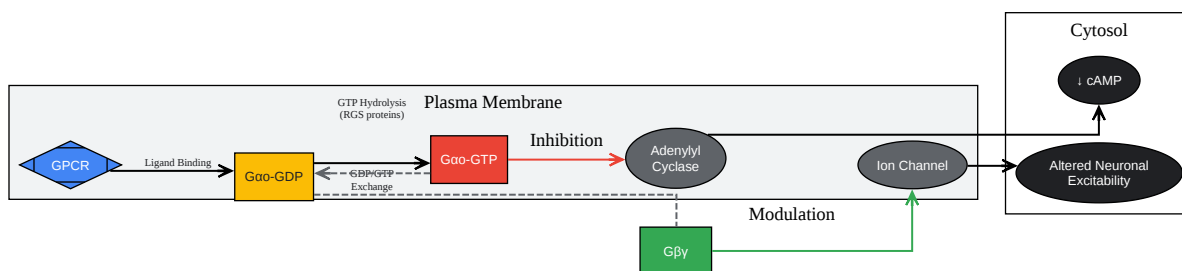 Cytosol
↓ cAMP
GTP Hydrolysis
(RGS proteins)
Plasma Membrane
Inhibition
GPCR
Ligand Binding
Gαo-GDP
Gαo-GTP
GDP/GTP
Exchange
Adenylyl
Cyclase
Ion Channel
Altered Neuronal
Excitability
Modulation
Gβγ